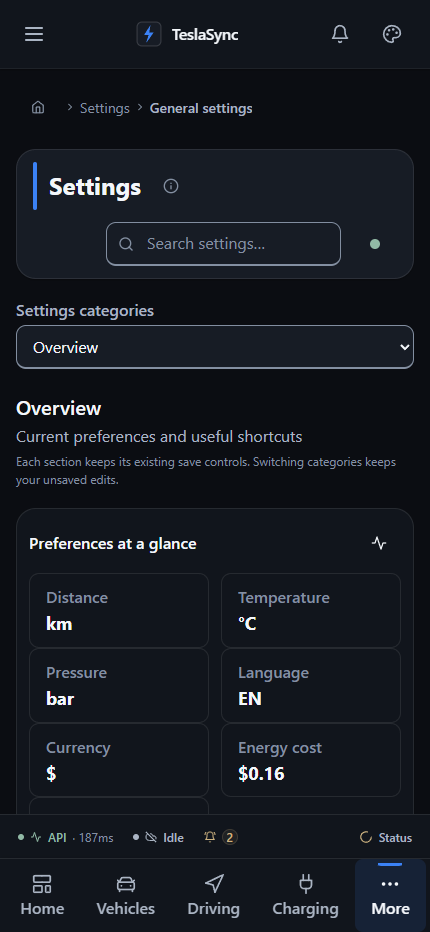 TeslaSync
Settings
General settings
Settings
Search settings...
Settings categories
Overview
Overview
Current preferences and useful shortcuts
Each section keeps its existing save controls. Switching categories keeps
your unsaved edits.
Preferences at a glance
Distance
km
Temperature
°C
Pressure
bar
Language
EN
Currency
$
Energy cost
$0.16
API · 187ms
Idle
2
Status
Home
Vehicles
Driving
Charging
More